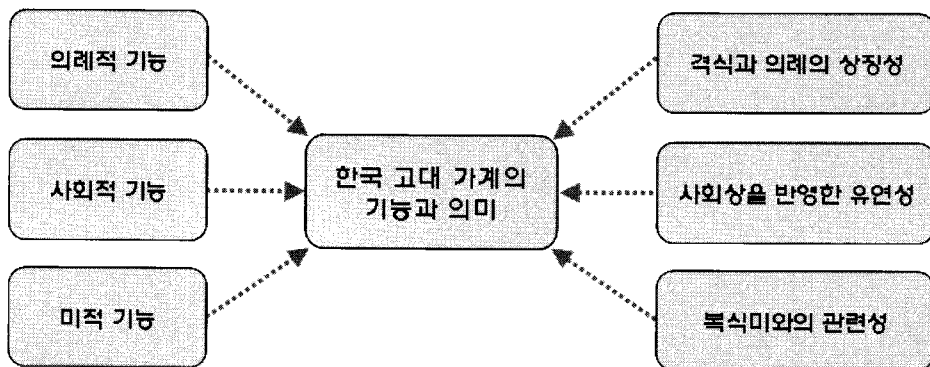 의례적 기능
사회적 기능
미적 기능
한국 고대 가계의
기능과 의미
격식과 의례의 상징성
사회상을 반영한 유연성
복식미와의 관련성